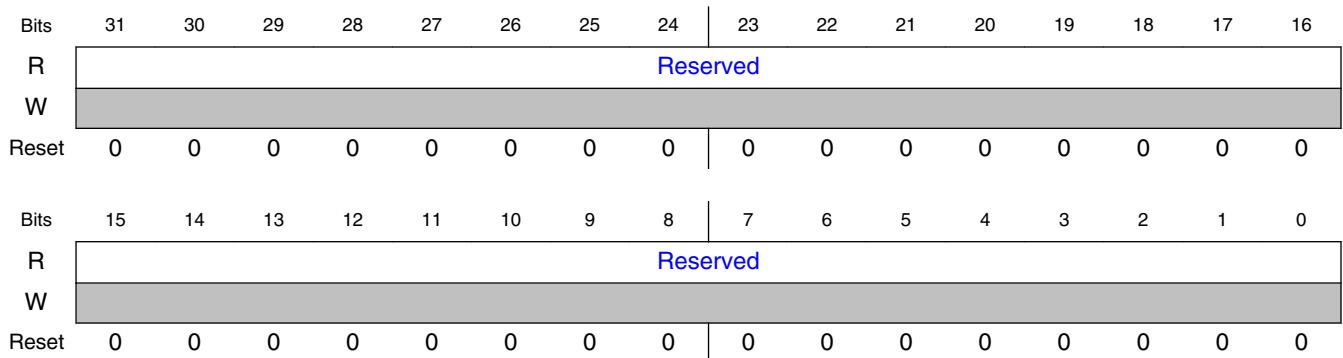 Bits 31 30 29 28 27 26 25 24 23 22 21 20 19 18 17 16
R Reserved
W
Reset 0 0 0 0 0 0 0 0 0 0 0 0 0 0 0 0
Bits 15 14 13 12 11 10 9 8 7 6 5 4 3 2 1 0
R Reserved
W
Reset 0 0 0 0 0 0 0 0 0 0 0 0 0 0 0 0